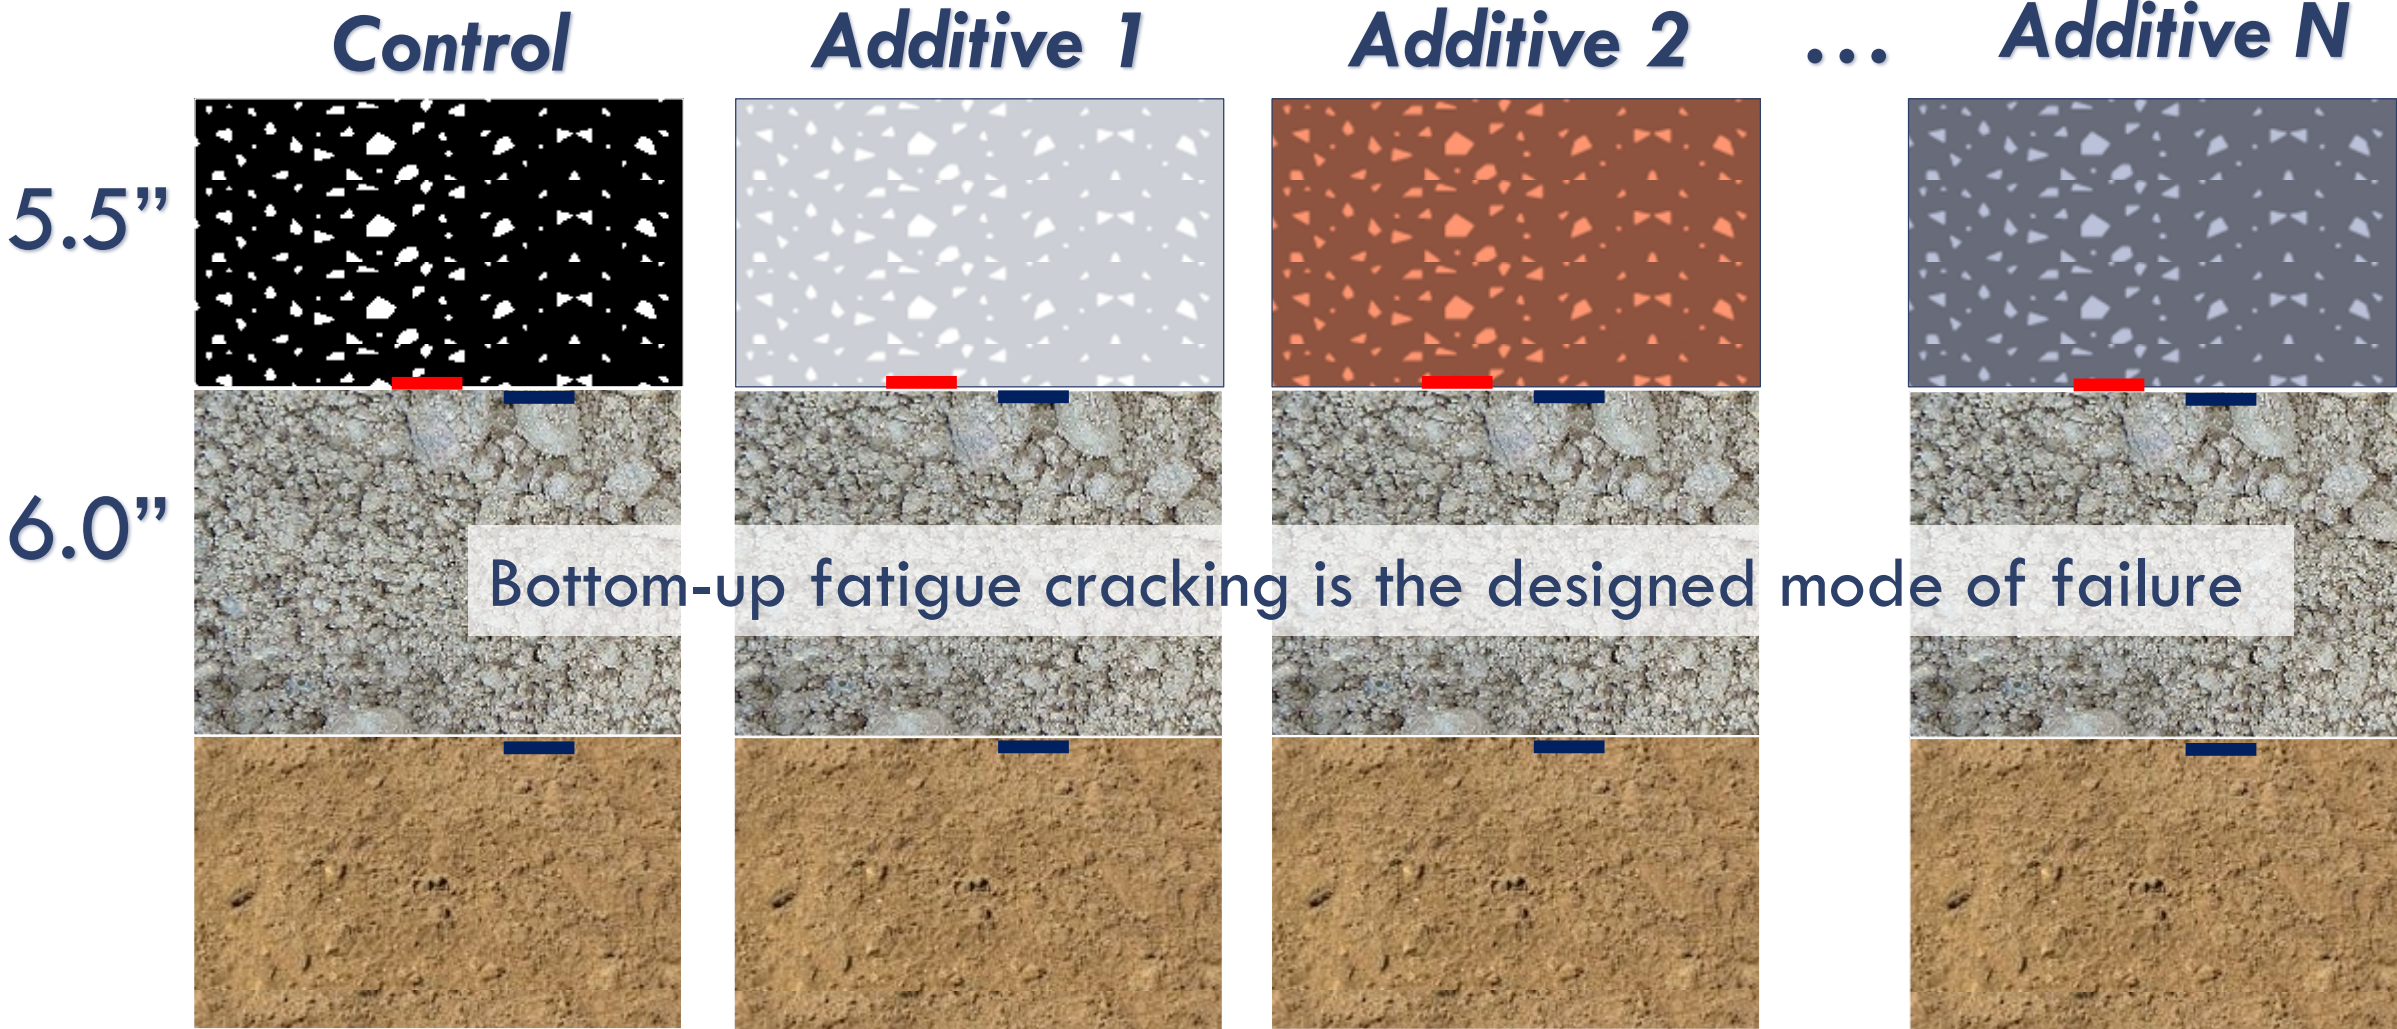 Control Additive 1 Additive 2 ... Additive N
5.5”
6.0”
Bottom-up fatigue cracking is the designed mode of failure